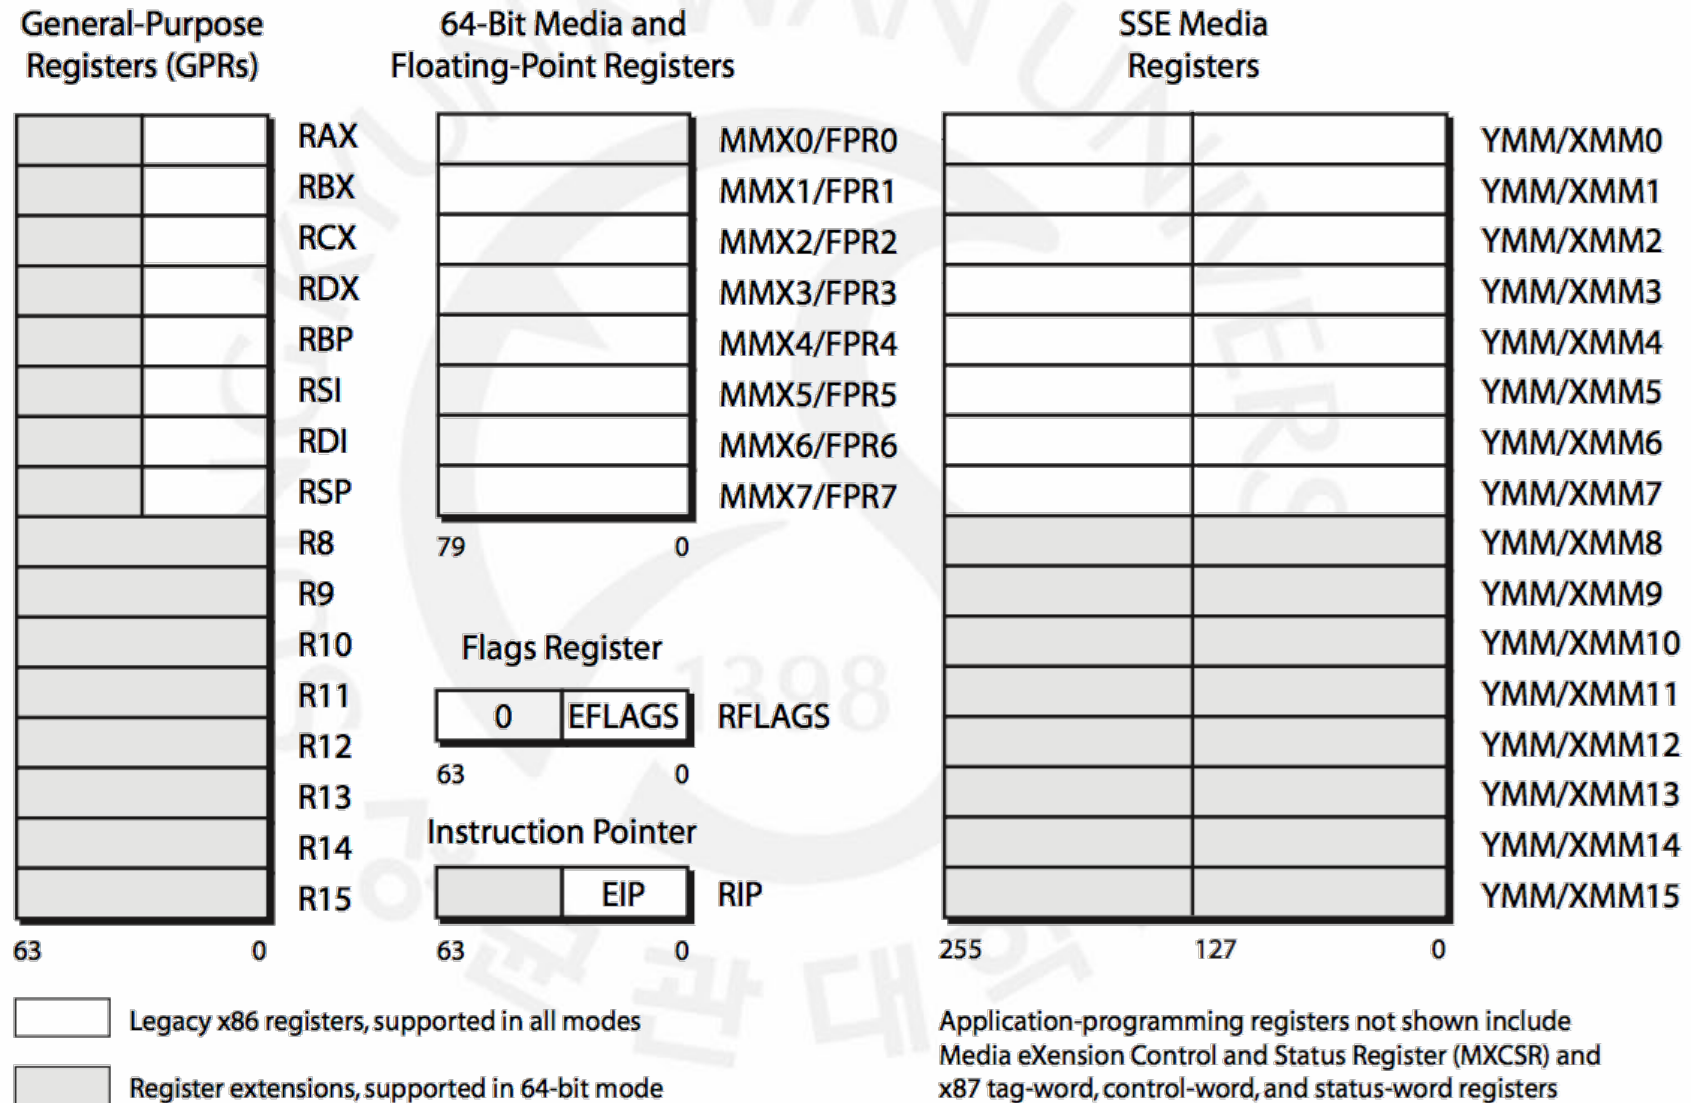 General-Purpose
Registers (GPRs)
RAX
RBX
RCX
RDX
RBP
RSI
RDI
RSP
R8
R9
R10
R11
R12
R13
R14
R15
63 0
64-Bit Media and
Floating-Point Registers
MMX0/FPR0
MMX1/FPR1
MMX2/FPR2
MMX3/FPR3
MMX4/FPR4
MMX5/FPR5
MMX6/FPR6
MMX7/FPR7
79 0
Flags Register
0 EFLAGS RFLAGS
63 0
Instruction Pointer
EIP RIP
63 0
SSE Media
Registers
YMM/XMM0
YMM/XMM1
YMM/XMM2
YMM/XMM3
YMM/XMM4
YMM/XMM5
YMM/XMM6
YMM/XMM7
YMM/XMM8
YMM/XMM9
YMM/XMM10
YMM/XMM11
YMM/XMM12
YMM/XMM13
YMM/XMM14
YMM/XMM15
255 127 0
Legacy x86 registers, supported in all modes
Register extensions, supported in 64-bit mode
Application-programming registers not shown include
Media eXension Control and Status Register (MXCSR) and
x87 tag-word, control-word, and status-word registers
1398